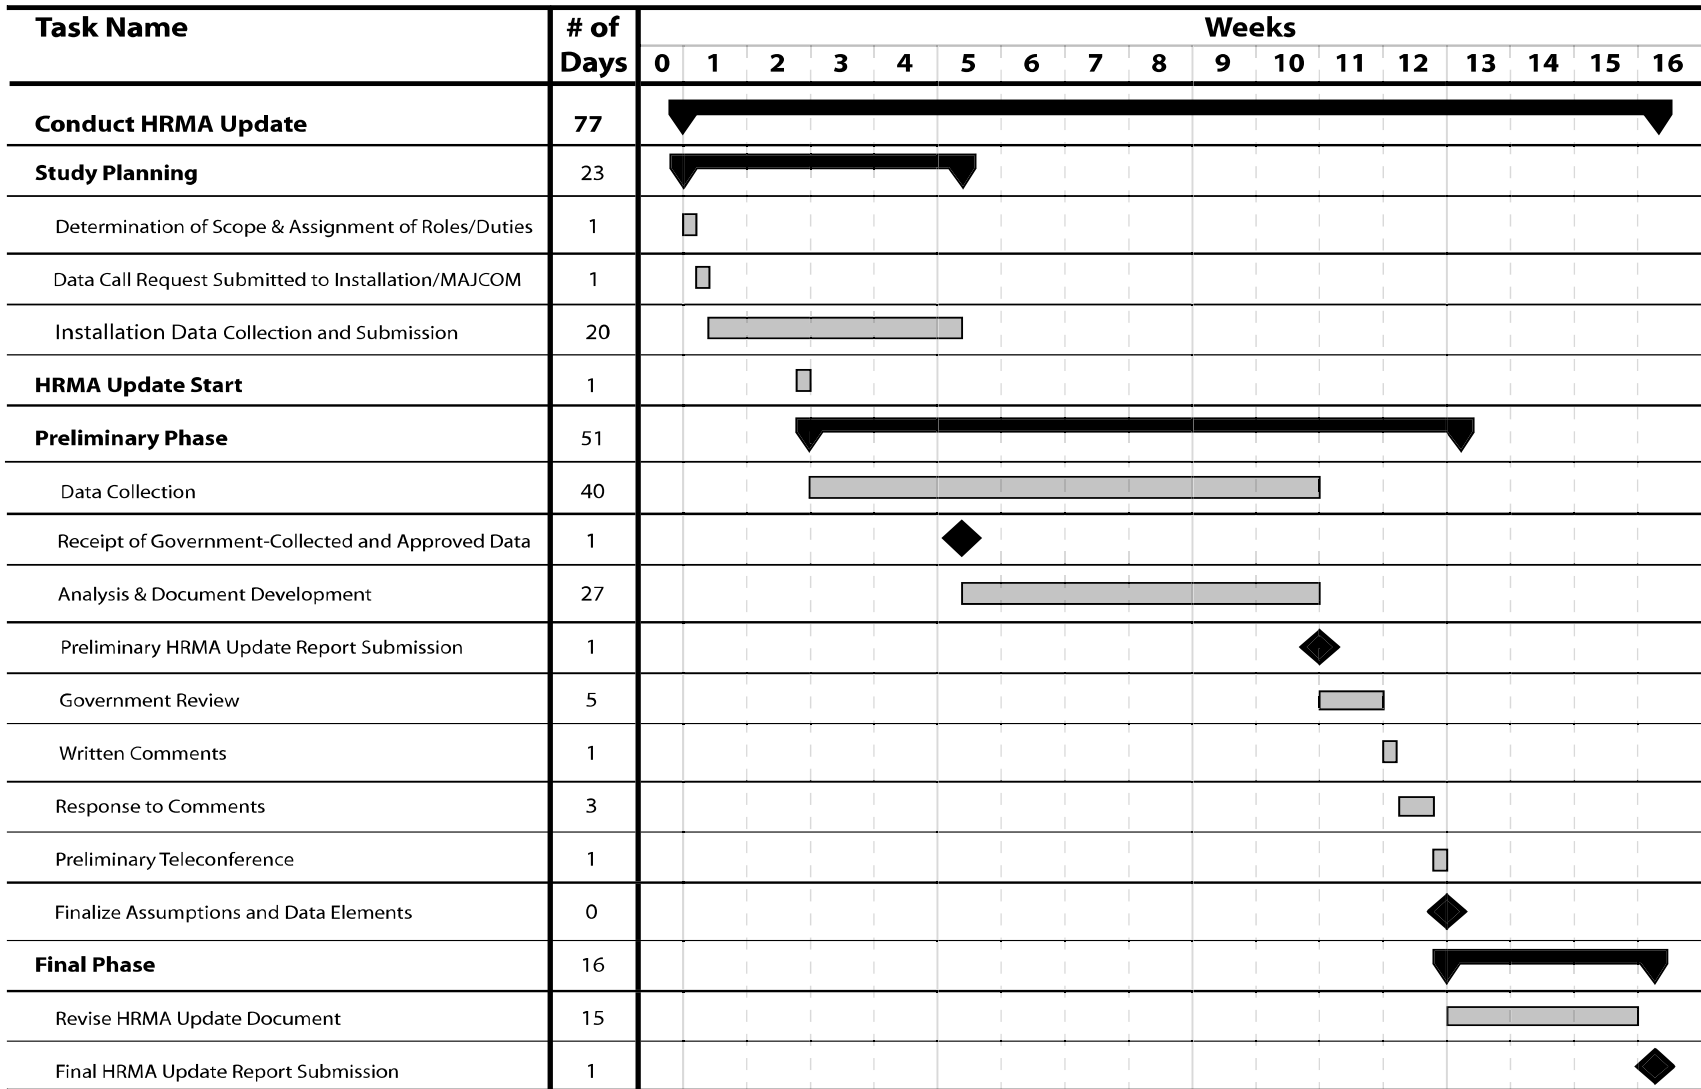 Task Name # of Days Weeks
0 1 2 3 4 5 6 7 8 9 10 11 12 13 14 15 16
Conduct HRMA Update 77
Study Planning 23
Determination of Scope & Assignment of Roles/Duties 1
Data Call Request Submitted to Installation/MAJCOM 1
Installation Data Collection and Submission 20
HRMA Update Start 1
Preliminary Phase 51
Data Collection 40
Receipt of Government-Collected and Approved Data 1
Analysis & Document Development 27
Preliminary HRMA Update Report Submission 1
Government Review 5
Written Comments 1
Response to Comments 3
Preliminary Teleconference 1
Finalize Assumptions and Data Elements 0
Final Phase 16
Revise HRMA Update Document 15
Final HRMA Update Report Submission 1